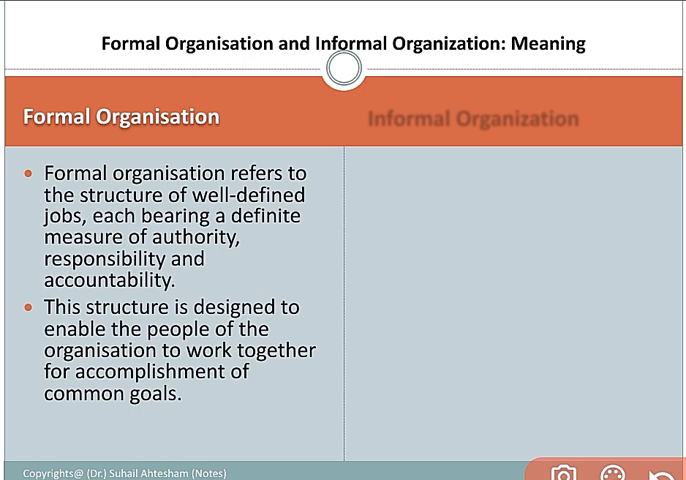 Formal Organisation and Informal Organization: Meaning
Formal Organisation
Informal Organization
• Formal organisation refers to
the structure of well-defined
jobs, each bearing a definite
measure of authority,
responsibility and
accountability.
• This structure is designed to
enable the people of the
organisation to work together
for accomplishment of
common goals.
Copyrights@ (Dr.) Suhail Ahtesham (Notes)